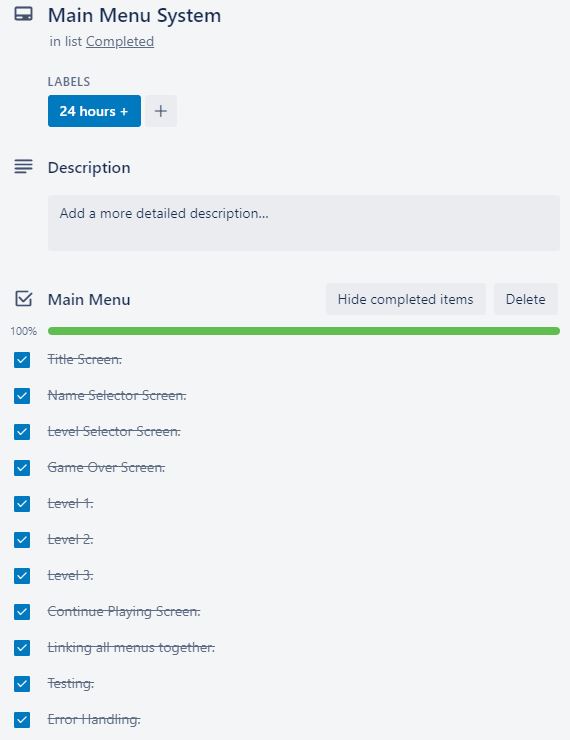 Main Menu System
in list Completed
LABELS
24 hours + +
Description
Add a more detailed description...
Main Menu Hide completed items Delete
100%
Title Screen.
Name Selector Screen.
Level Selector Screen.
Game Over Screen.
Level 1.
Level 2.
Level 3.
Continue Playing Screen.
Linking all menus together.
Testing.
Error Handling.